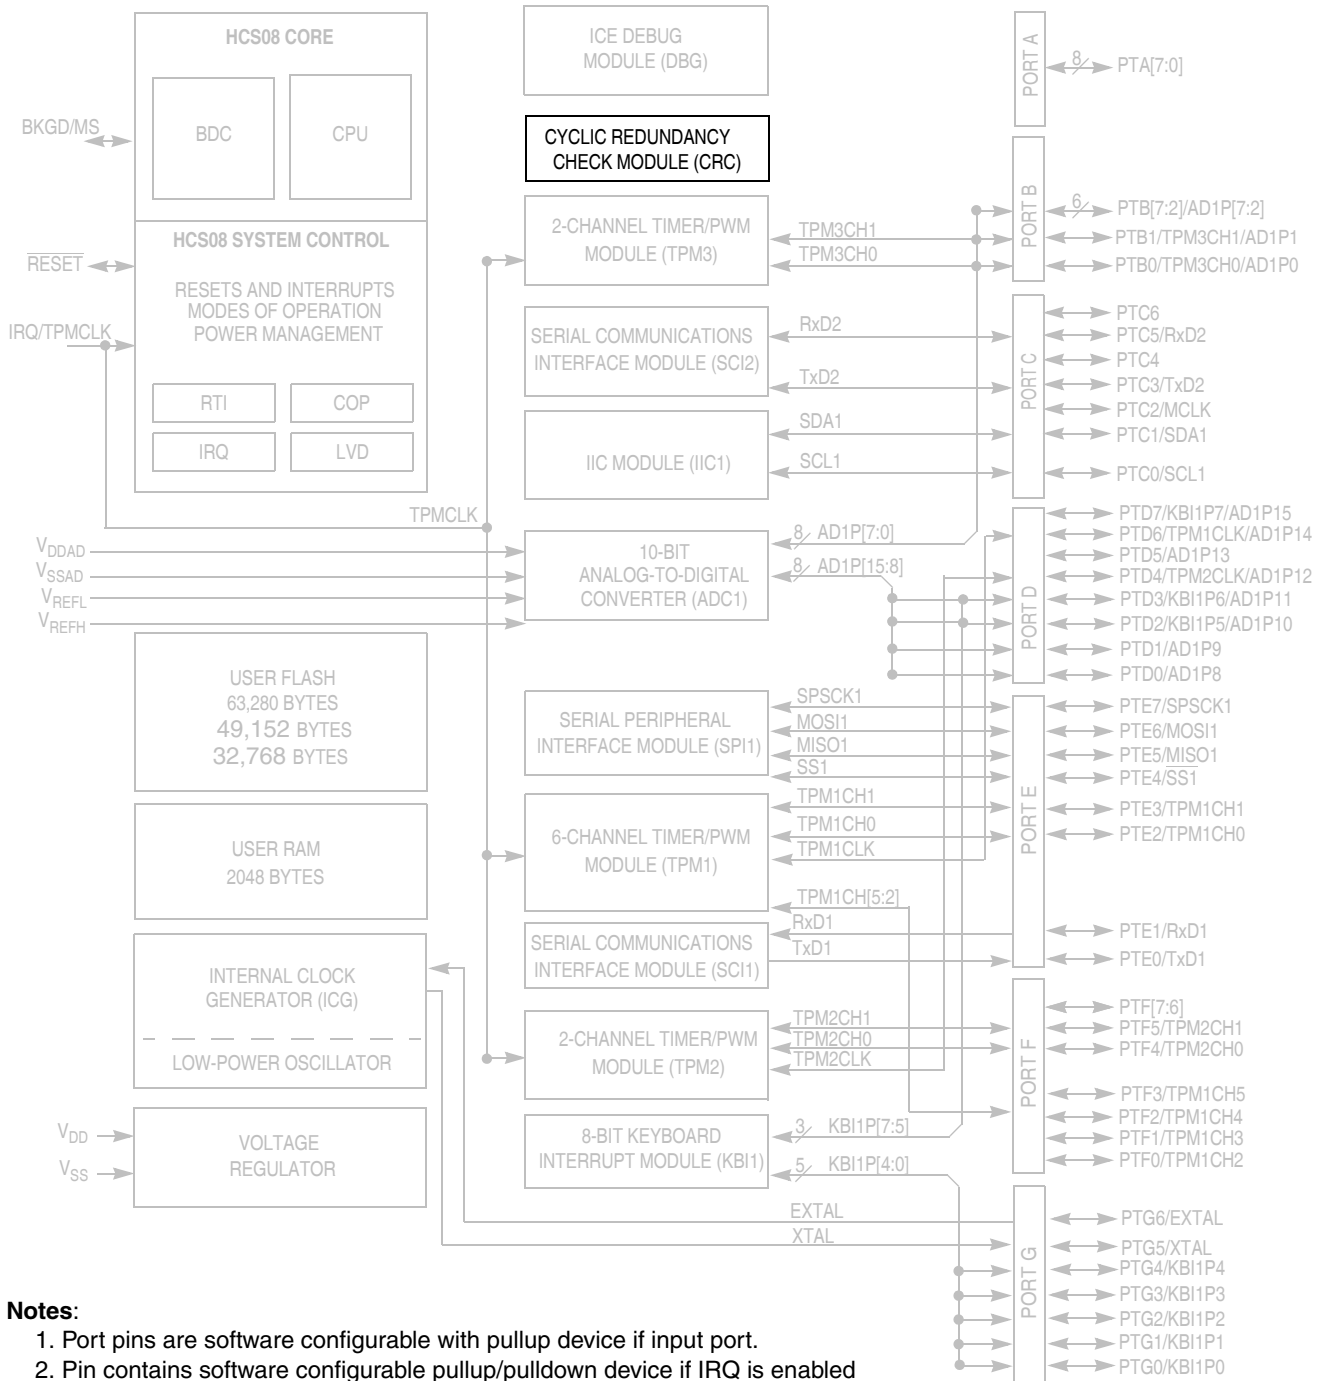 HCS08 CORE
BDC
CPU
BKGD/MS
HCS08 SYSTEM CONTROL
RESET
RESETS AND INTERRUPTS
MODES OF OPERATION
POWER MANAGEMENT
IRQ/TPMCLK
RTI
COP
IRQ
LVD
TPMCLK
VDDAD
VSSAD
VREFL
VREFH
USER FLASH
63,280 BYTES
49,152 BYTES
32,768 BYTES
USER RAM
2048 BYTES
INTERNAL CLOCK
GENERATOR (ICG)
LOW-POWER OSCILLATOR
VDD
VSS
VOLTAGE
REGULATOR
ICE DEBUG
MODULE (DBG)
CYCLIC REDUNDANCY
CHECK MODULE (CRC)
2-CHANNEL TIMER/PWM
MODULE (TPM3)
TPM3CH1
TPM3CH0
SERIAL COMMUNICATIONS
INTERFACE MODULE (SCI2)
RxD2
TxD2
IIC MODULE (IIC1)
SDA1
SCL1
10-BIT
ANALOG-TO-DIGITAL
CONVERTER (ADC1)
8 AD1P[7:0]
8 AD1P[15:8]
SERIAL PERIPHERAL
INTERFACE MODULE (SPI1)
SPSCK1
MOSI1
MISO1
SS1
6-CHANNEL TIMER/PWM
MODULE (TPM1)
TPM1CH1
TPM1CH0
TPM1CLK
TPM1CH[5:2]
SERIAL COMMUNICATIONS
INTERFACE MODULE (SCI1)
RxD1
TxD1
2-CHANNEL TIMER/PWM
MODULE (TPM2)
TPM2CH1
TPM2CH0
TPM2CLK
8-BIT KEYBOARD
INTERRUPT MODULE (KBI1)
3 KBI1P[7:5]
5 KBI1P[4:0]
EXTAL
XTAL
PORT A
8 PTA[7:0]
PORT B
6 PTB[7:2]/AD1P[7:2]
PTB1/TPM3CH1/AD1P1
PTB0/TPM3CH0/AD1P0
PORT C
PTC6
PTC5/RxD2
PTC4
PTC3/TxD2
PTC2/MCLK
PTC1/SDA1
PTC0/SCL1
PORT D
PTD7/KBI1P7/AD1P15
PTD6/TPM1CLK/AD1P14
PTD5/AD1P13
PTD4/TPM2CLK/AD1P12
PTD3/KBI1P6/AD1P11
PTD2/KBI1P5/AD1P10
PTD1/AD1P9
PTD0/AD1P8
PORT E
PTE7/SPSCK1
PTE6/MOSI1
PTE5/MISO1
PTE4/SS1
PTE3/TPM1CH1
PTE2/TPM1CH0
PTE1/RxD1
PTE0/TxD1
PORT F
PTF[7:6]
PTF5/TPM2CH1
PTF4/TPM2CH0
PTF3/TPM1CH5
PTF2/TPM1CH4
PTF1/TPM1CH3
PTF0/TPM1CH2
PORT G
PTG6/EXTAL
PTG5/XTAL
PTG4/KBI1P4
PTG3/KBI1P3
PTG2/KBI1P2
PTG1/KBI1P1
PTG0/KBI1P0
Notes:
1. Port pins are software configurable with pullup device if input port.
2. Pin contains software configurable pullup/pulldown device if IRQ is enabled